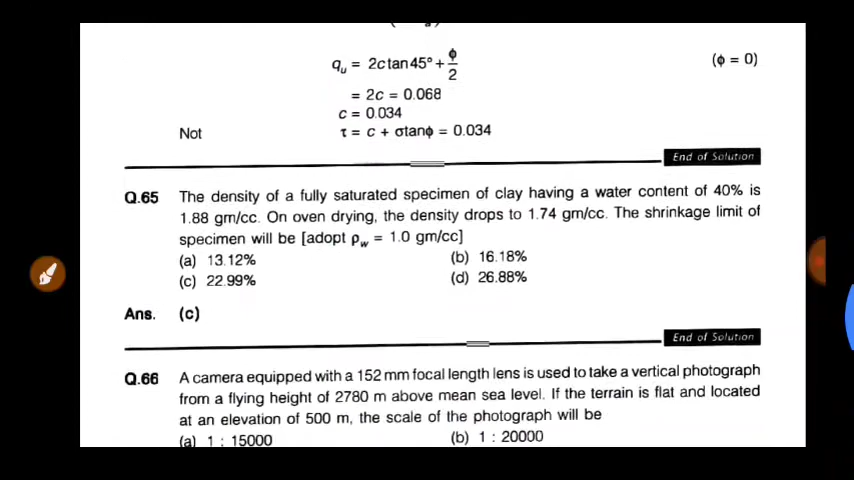 qu = 2c tan 45° + ϕ/2 (ϕ = 0)
= 2c = 0.068
c = 0.034
Not τ = c + σtanϕ = 0.034
End of Solution
Q.65 The density of a fully saturated specimen of clay having a water content of 40% is
1.88 gm/cc. On oven drying, the density drops to 1.74 gm/cc. The shrinkage limit of
specimen will be [adopt ρw = 1.0 gm/cc]
(a) 13.12% (b) 16.18%
(c) 22.99% (d) 26.88%
Ans. (c)
End of Solution
Q.66 A camera equipped with a 152 mm focal length lens is used to take a vertical photograph
from a flying height of 2780 m above mean sea level. If the terrain is flat and located
at an elevation of 500 m, the scale of the photograph will be
(a) 1 : 15000 (b) 1 : 20000